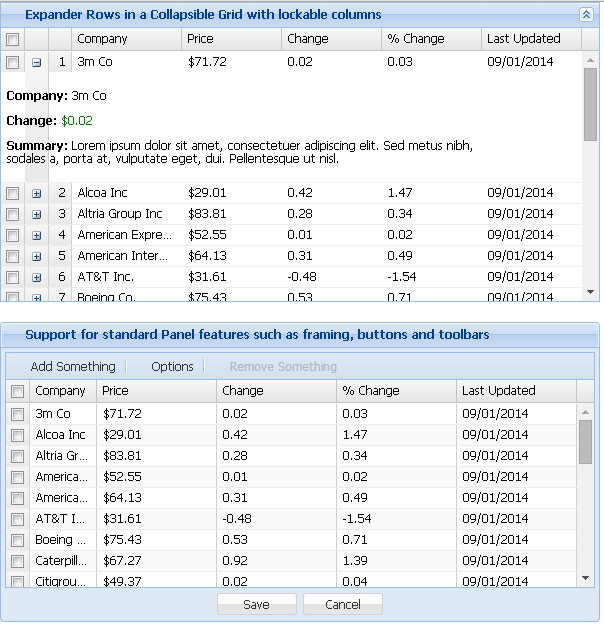 Expander Rows in a Collapsible Grid with lockable columns
Company Price Change % Change Last Updated
1 3m Co $71.72 0.02 0.03 09/01/2014
Company: 3m Co
Change: $0.02
Summary: Lorem ipsum dolor sit amet, consectetuer adipiscing elit. Sed metus nibh,
sodales a, porta at, vulputate eget, dui. Pellentesque ut nisl.
2 Alcoa Inc $29.01 0.42 1.47 09/01/2014
3 Altria Group Inc $83.81 0.28 0.34 09/01/2014
4 American Expre... $52.55 0.01 0.02 09/01/2014
5 American Inter... $64.13 0.31 0.49 09/01/2014
6 AT&T Inc. $31.61 -0.48 -1.54 09/01/2014
7 Boeing Co. $75.43 0.53 0.71 09/01/2014
Support for standard Panel features such as framing, buttons and toolbars
Add Something Options Remove Something
Company Price Change % Change Last Updated
3m Co $71.72 0.02 0.03 09/01/2014
Alcoa Inc $29.01 0.42 1.47 09/01/2014
Altria Gr... $83.81 0.28 0.34 09/01/2014
America... $52.55 0.01 0.02 09/01/2014
America... $64.13 0.31 0.49 09/01/2014
AT&T I... $31.61 -0.48 -1.54 09/01/2014
Boeing ... $75.43 0.53 0.71 09/01/2014
Caterpill... $67.27 0.92 1.39 09/01/2014
Citigrou... $49.37 0.02 0.04 09/01/2014
Save Cancel